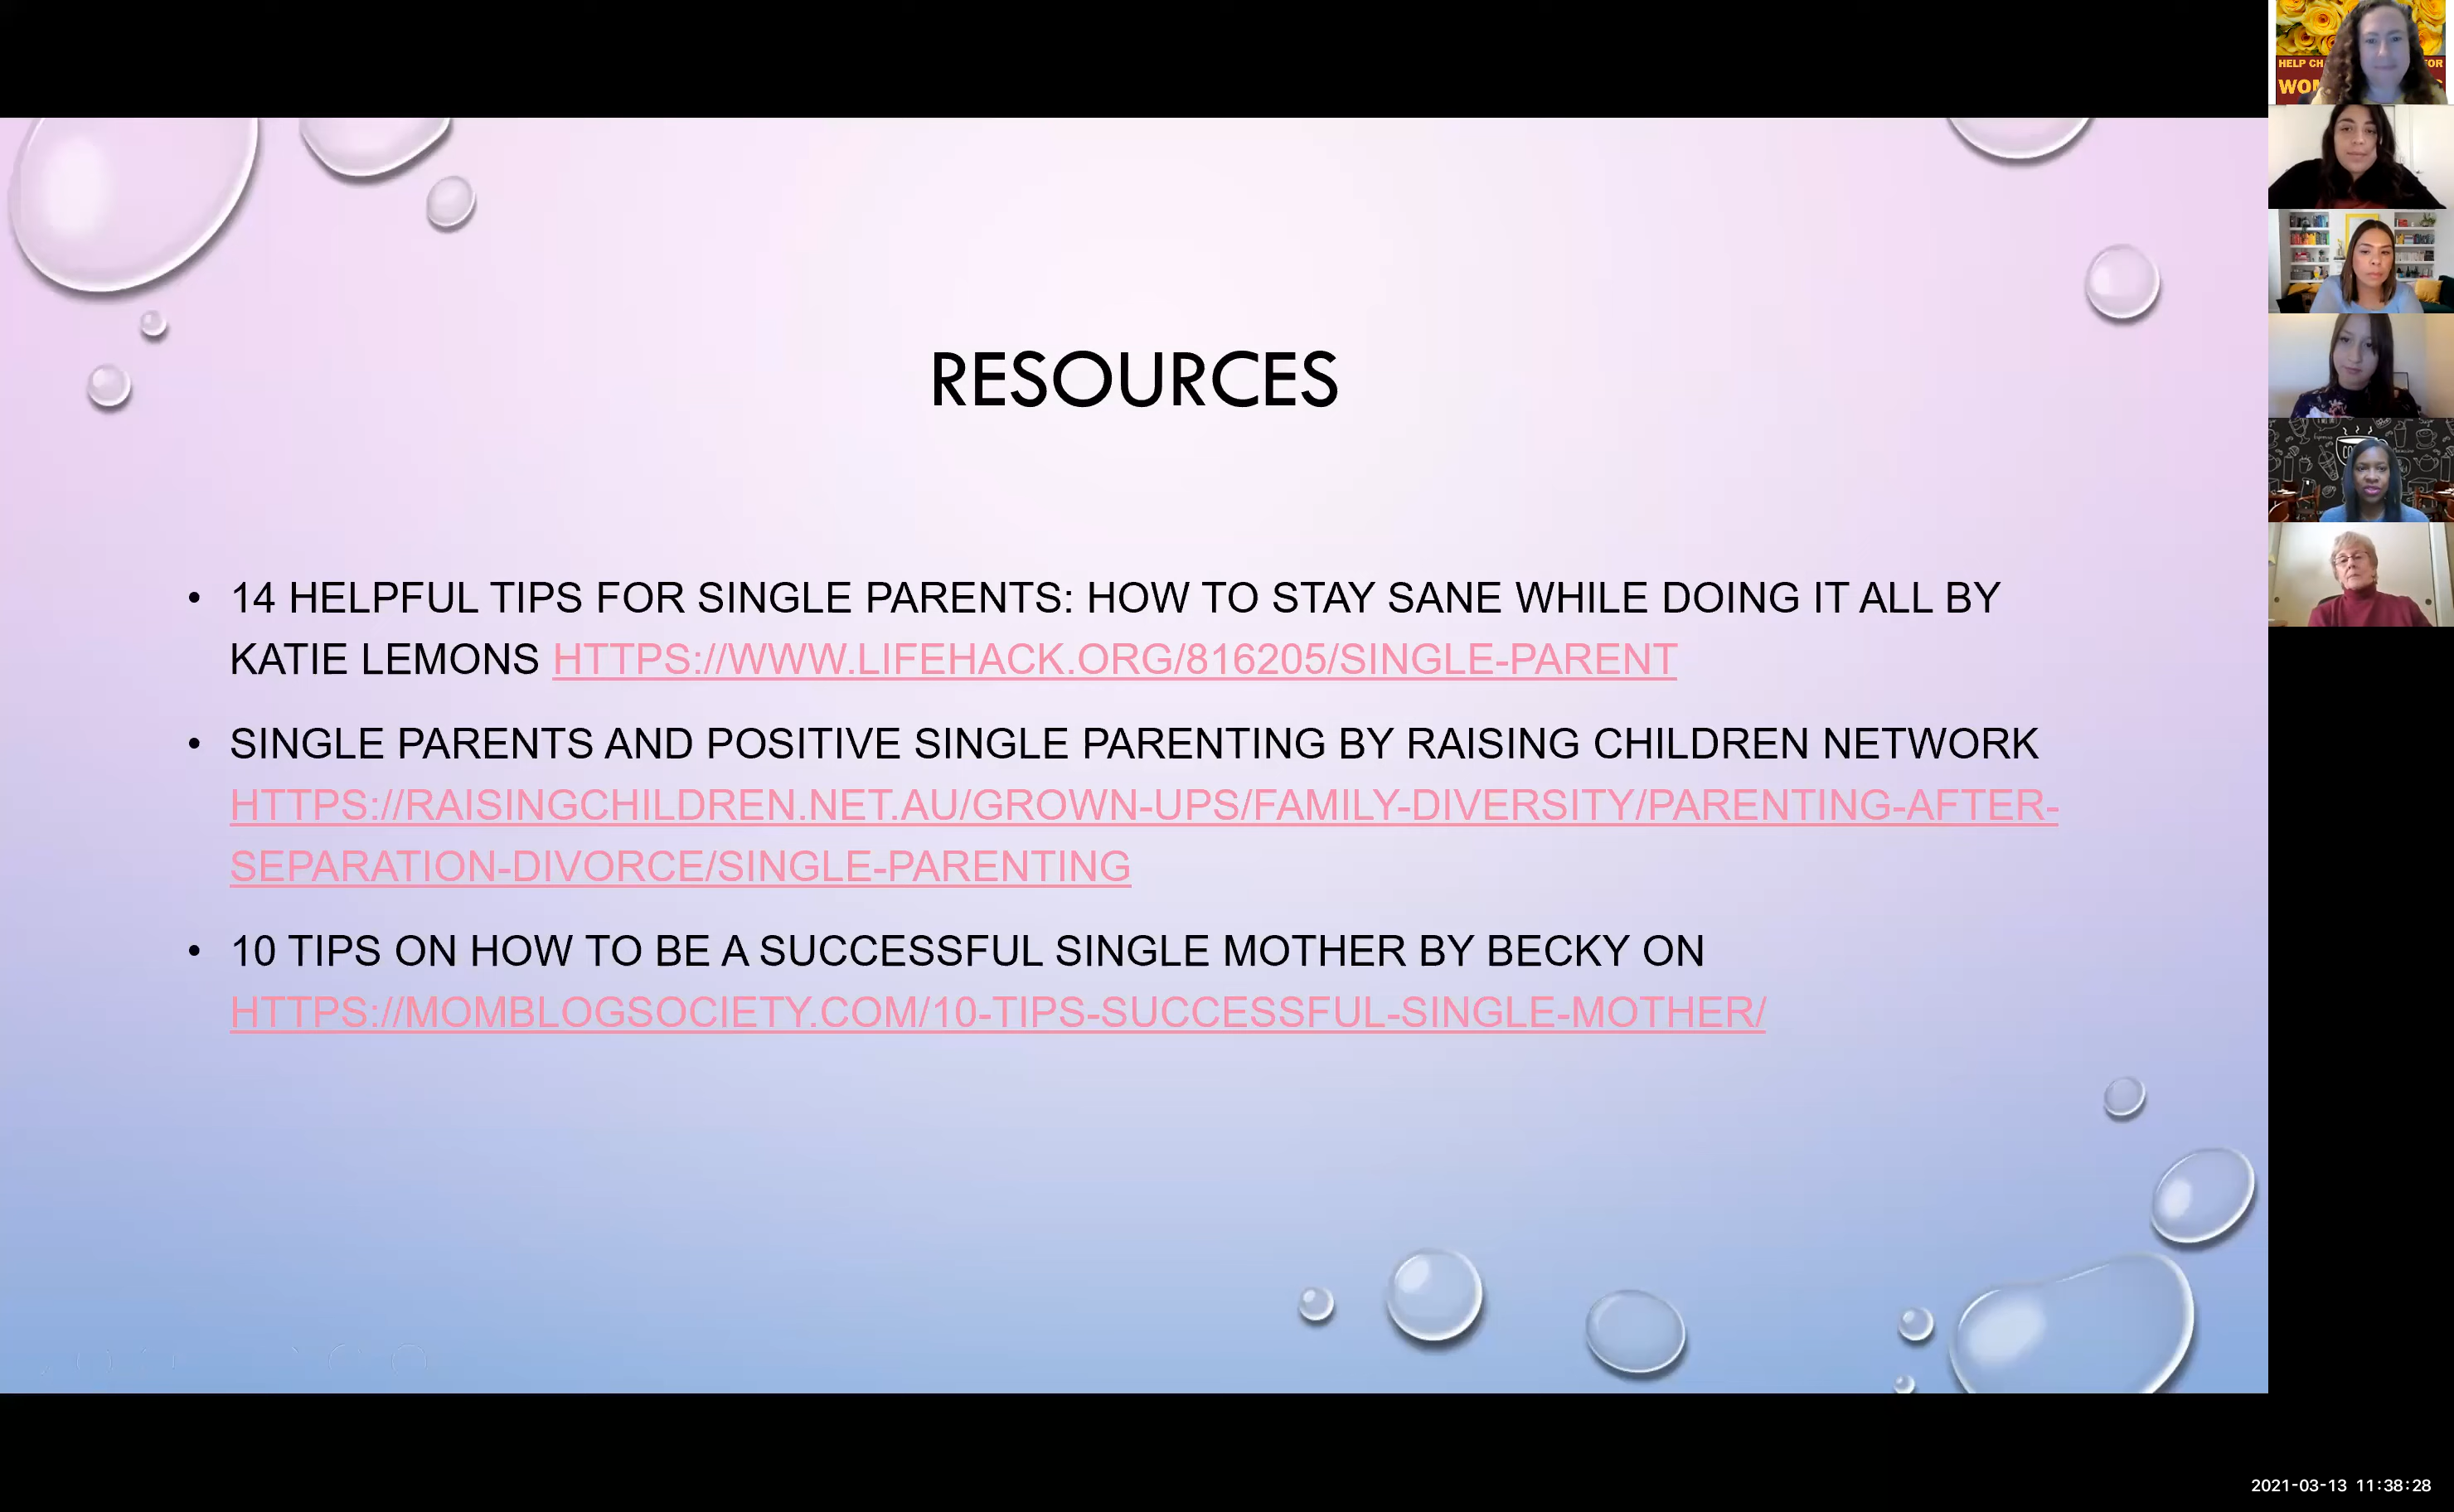 RESOURCES
• 14 HELPFUL TIPS FOR SINGLE PARENTS: HOW TO STAY SANE WHILE DOING IT ALL BY
KATIE LEMONS HTTPS://WWW.LIFEHACK.ORG/816205/SINGLE-PARENT
• SINGLE PARENTS AND POSITIVE SINGLE PARENTING BY RAISING CHILDREN NETWORK
HTTPS://RAISINGCHILDREN.NET.AU/GROWN-UPS/FAMILY-DIVERSITY/PARENTING-AFTER-
SEPARATION-DIVORCE/SINGLE-PARENTING
• 10 TIPS ON HOW TO BE A SUCCESSFUL SINGLE MOTHER BY BECKY ON
HTTPS://MOMBLOGSOCIETY.COM/10-TIPS-SUCCESSFUL-SINGLE-MOTHER/
HELP
2021-03-13 11:38:28